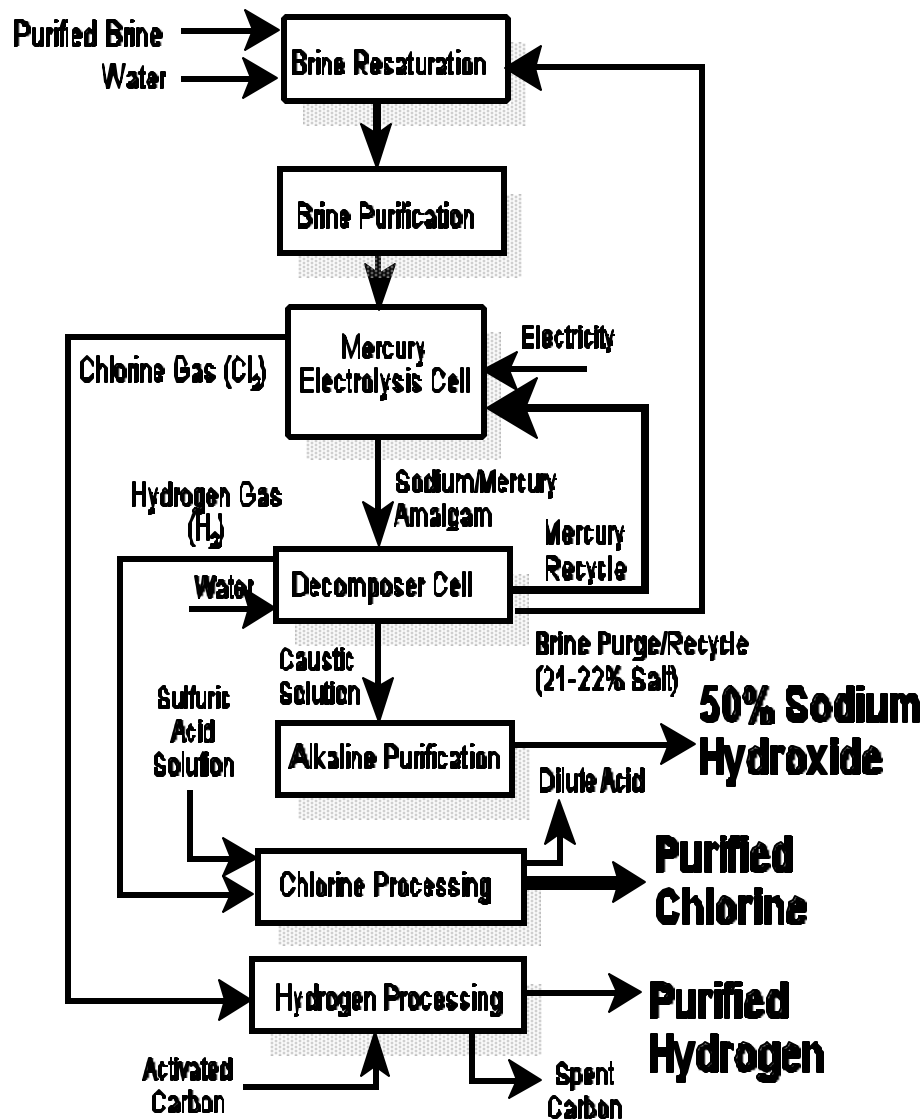 Purified Brine
Water
Brine Resaturation
Brine Purification
Mercury
Electrolysis Cell
Electricity
Chlorine Gas (Cl₂)
Sodium/Mercury
Amalgam
Hydrogen Gas
(H₂)
Mercury
Recycle
Water
Decomposer Cell
Brine Purge/Recycle
(21-22% Salt)
Caustic
Solution
Sulfuric
Acid
Solution
Alkaline Purification
50% Sodium
Hydroxide
Dilute Acid
Chlorine Processing
Purified
Chlorine
Hydrogen Processing
Purified
Hydrogen
Activated
Carbon
Spent
Carbon